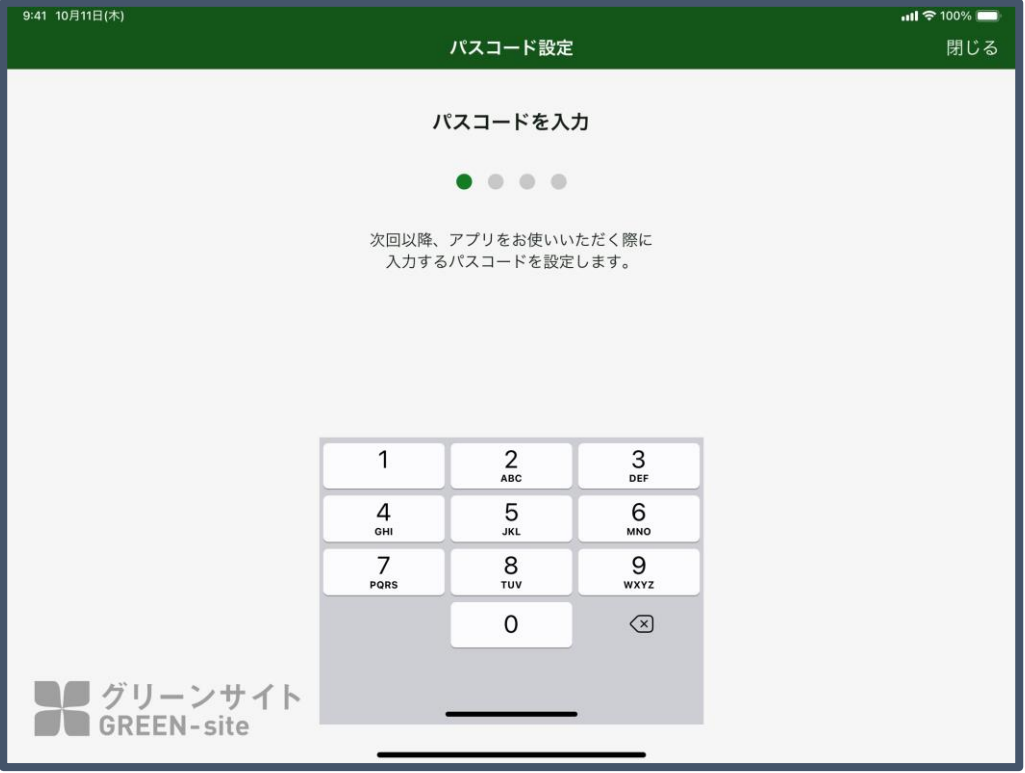 9:41 10月11日(木)
100%
パスコード設定
閉じる
パスコードを入力
次回以降、アプリをお使いいただく際に
入力するパスコードを設定します。
1
2
ABC
3
DEF
4
GHI
5
JKL
6
MNO
7
PQRS
8
TUV
9
WXYZ
0
グリーンサイト
GREEN-site